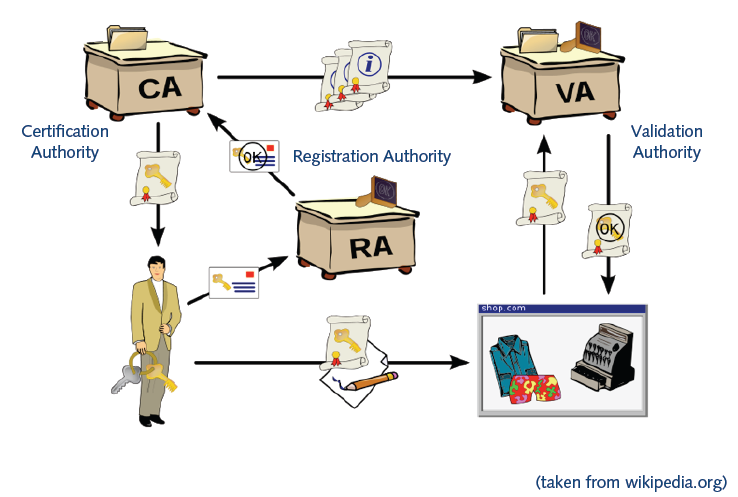 CA
VA
Certification
Authority
OK
Registration Authority
Validation
Authority
RA
OK
shop.com
(taken from wikipedia.org)